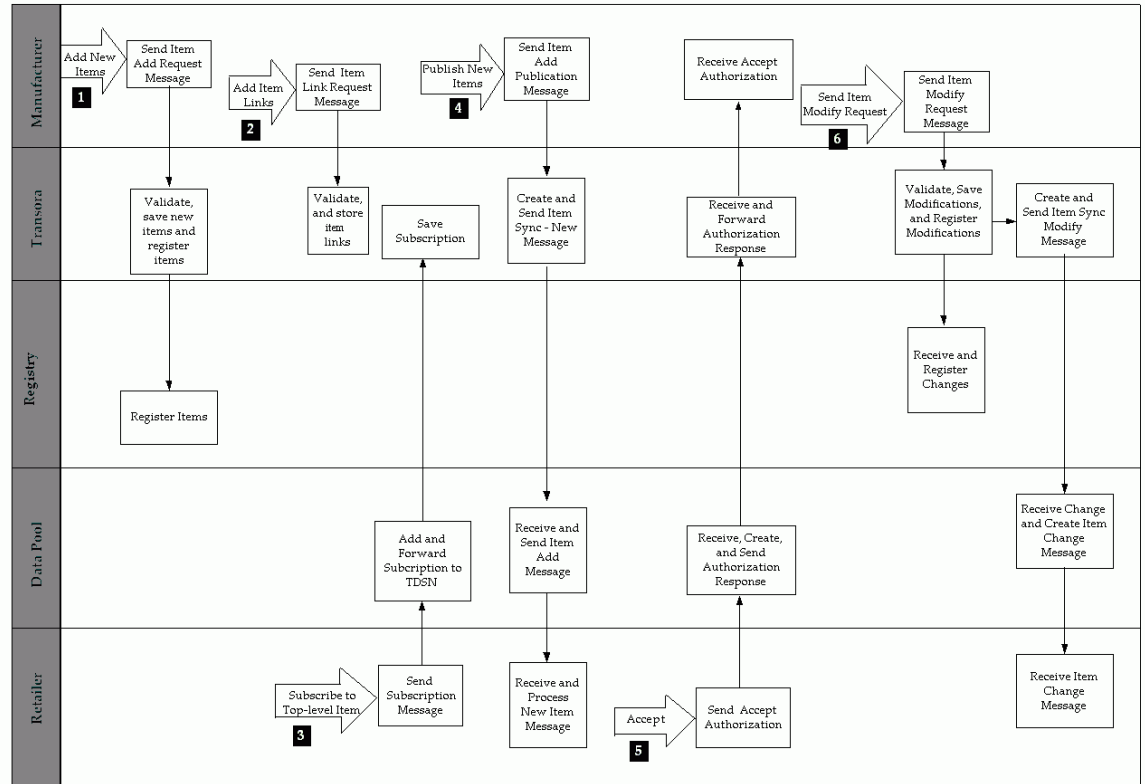 Manufacturer
Add New
Items
1
Send Item
Add Request
Message
Add Item
Links
2
Send Item
Link Request
Message
Publish New
Items
4
Send Item
Add
Publication
Message
Receive Accept
Authorization
Send Item
Modify Request
6
Send Item
Modify
Request
Message
Transora
Validate,
save new
items and
register
items
Validate,
and store
item
links
Save
Subscription
Create and
Send Item
Sync - New
Message
Receive and
Forward
Authorization
Response
Validate, Save
Modifications,
and Register
Modifications
Create and
Send Item Sync
Modify
Message
Registry
Register Items
Receive and
Register
Changes
Data Pool
Add and
Forward
Subcription to
TDSN
Receive and
Send Item
Add
Message
Receive, Create,
and Send
Authorization
Response
Receive Change
and Create Item
Change
Message
Retailer
Subscribe to
Top-level Item
3
Send
Subscription
Message
Receive and
Process
New Item
Message
Accept
5
Send Accept
Authorization
Receive Item
Change
Message